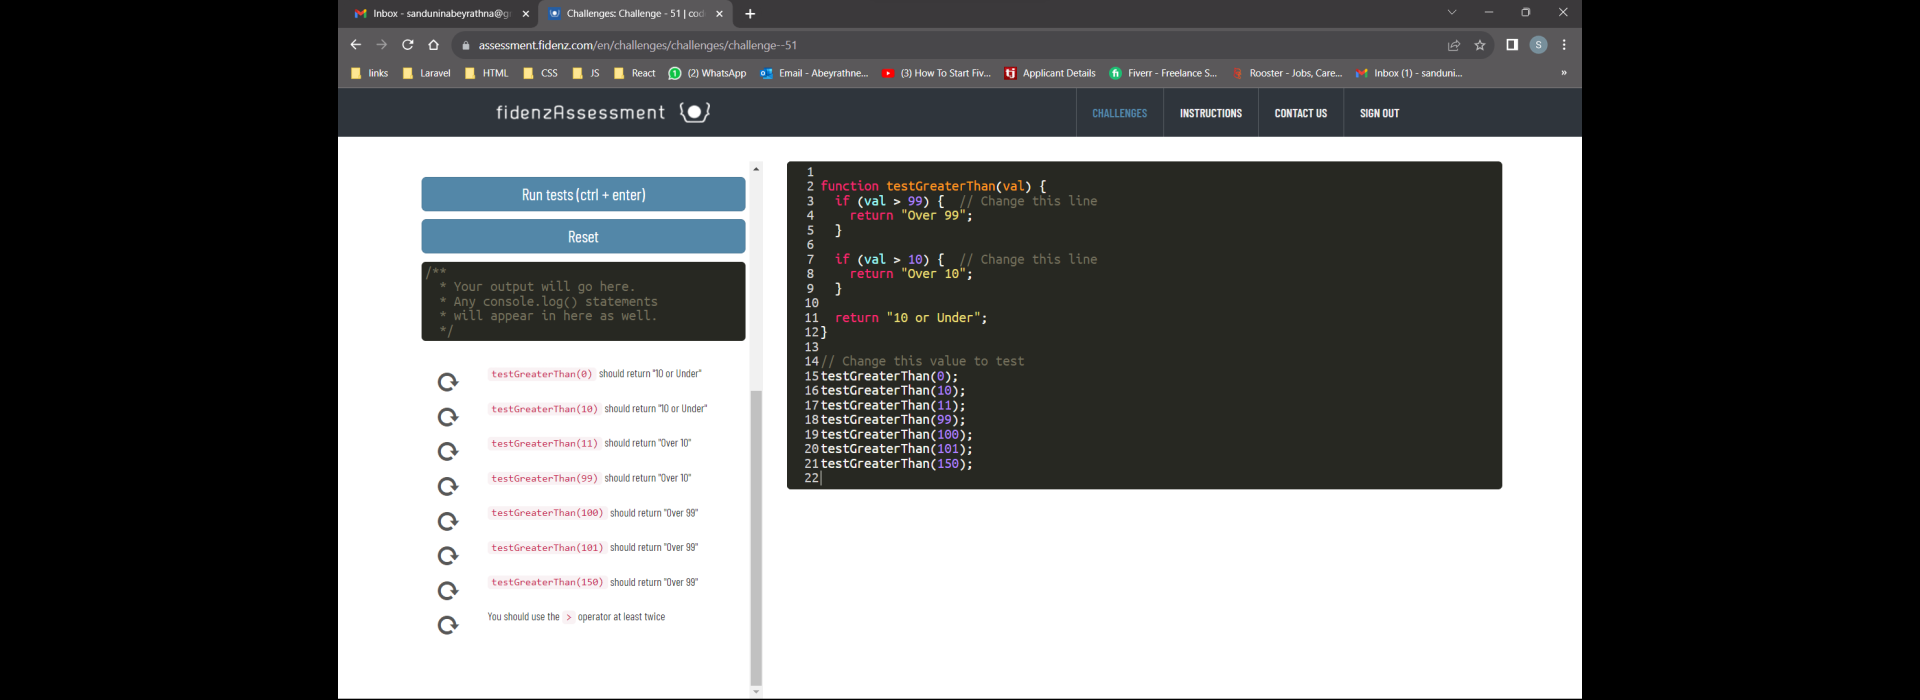 Inbox - sanduninabeyrathna@g
Challenges: Challenge - 51 | cod
assessment.fidenz.com/en/challenges/challenges/challenge--51
S
links
Laravel
HTML
CSS
JS
React
(2) WhatsApp
Email - Abeyrathne...
(3) How To Start Fiv...
Applicant Details
Fiverr - Freelance S...
Rooster - Jobs, Care...
Inbox (1) - sanduni...
»
fidenzAssessment
CHALLENGES
INSTRUCTIONS
CONTACT US
SIGN OUT
Run tests (ctrl + enter)
Reset
/**
* Your output will go here.
* Any console.log() statements
* will appear in here as well.
*/
testGreaterThan(0) should return "10 or Under"
testGreaterThan(10) should return "10 or Under"
testGreaterThan(11) should return "Over 10"
testGreaterThan(99) should return "Over 10"
testGreaterThan(100) should return "Over 99"
testGreaterThan(101) should return "Over 99"
testGreaterThan(150) should return "Over 99"
You should use the > operator at least twice
1
2 function testGreaterThan(val) {
3 if (val > 99) { // Change this line
4 return "Over 99";
5 }
6
7 if (val > 10) { // Change this line
8 return "Over 10";
9 }
10
11 return "10 or Under";
12 }
13
14 // Change this value to test
15 testGreaterThan(0);
16 testGreaterThan(10);
17 testGreaterThan(11);
18 testGreaterThan(99);
19 testGreaterThan(100);
20 testGreaterThan(101);
21 testGreaterThan(150);
22